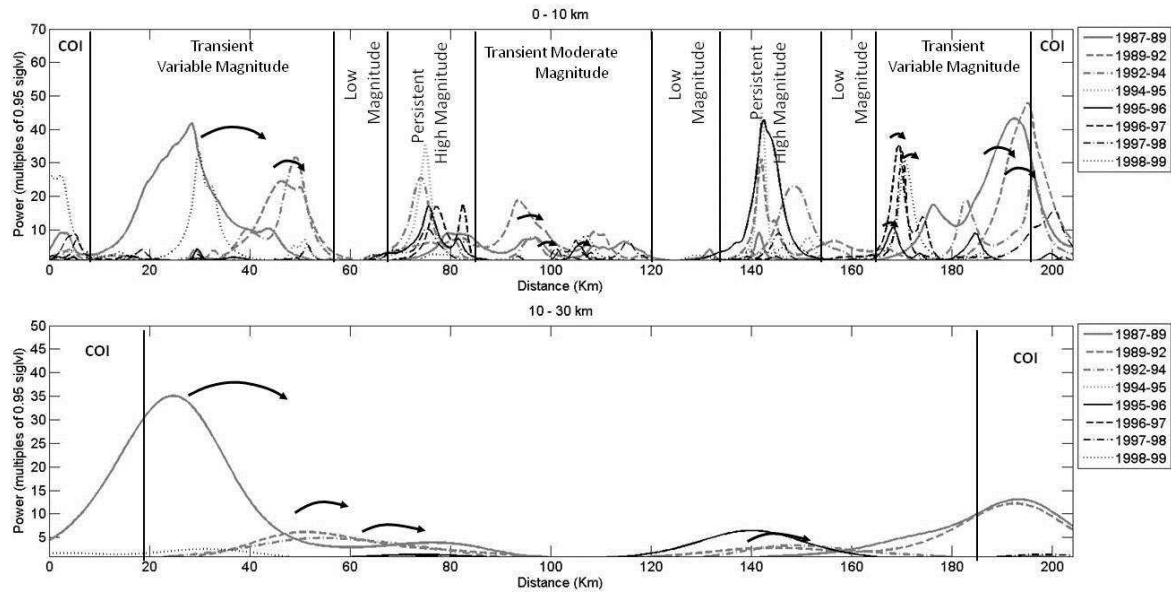 0 - 10 km
Power (multiples of 0.95 siglvl)
70
60
50
40
30
20
10
COI
Transient
Variable Magnitude
Low
Magnitude
Persistent
High Magnitude
Transient Moderate
Magnitude
Low
Magnitude
Persistent
High Magnitude
Low
Magnitude
Transient
Variable Magnitude
COI
0 20 40 60 80 100 120 140 160 180 200
Distance (Km)
1987-89
1989-92
1992-94
1994-95
1995-96
1996-97
1997-98
1998-99
10 - 30 km
Power (multiples of 0.95 siglvl)
50
45
40
35
30
25
20
15
10
5
COI
COI
0 20 40 60 80 100 120 140 160 180 200
Distance (Km)
1987-89
1989-92
1992-94
1994-95
1995-96
1996-97
1997-98
1998-99